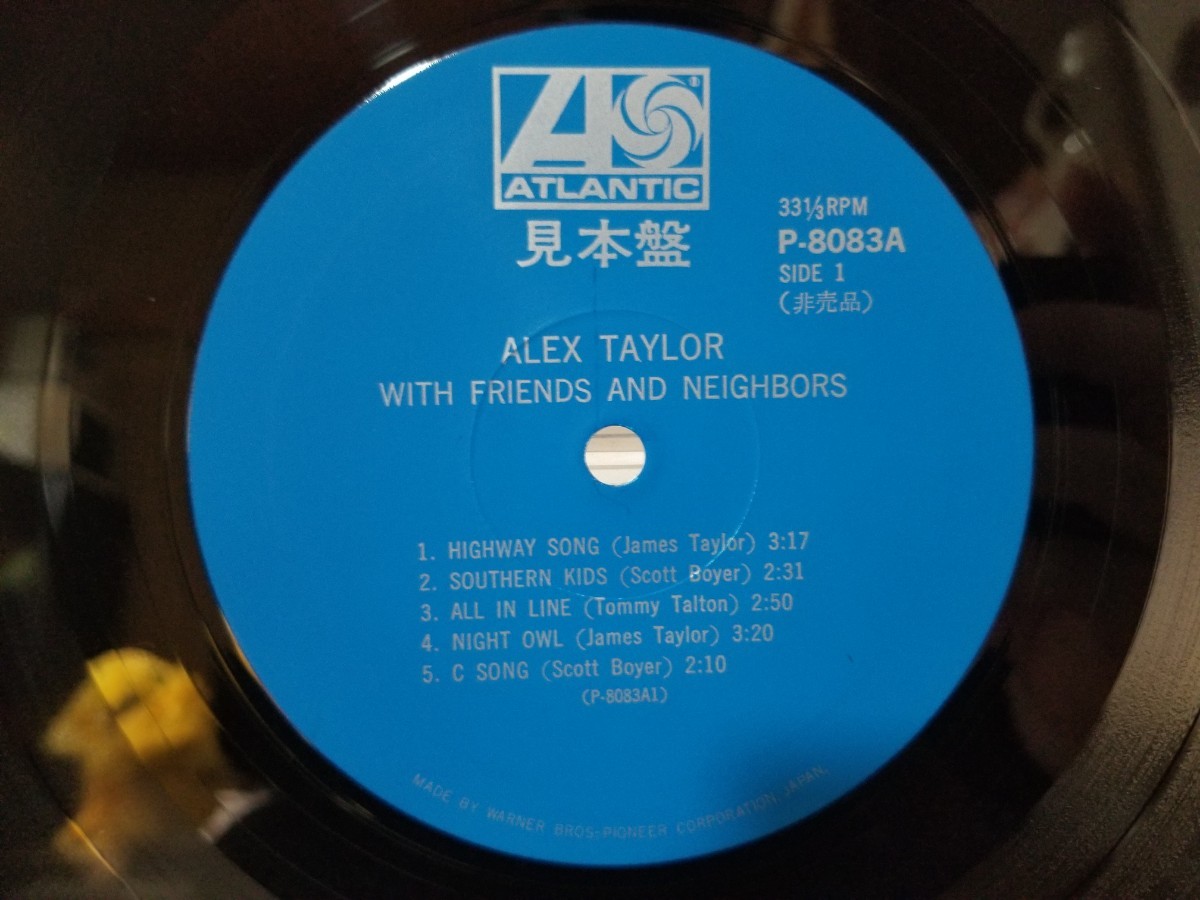 ATLANTIC
®
見本盤
33⅓RPM
P-8083A
SIDE 1
(非売品)
ALEX TAYLOR
WITH FRIENDS AND NEIGHBORS
1. HIGHWAY SONG (James Taylor) 3:17
2. SOUTHERN KIDS (Scott Boyer) 2:31
3. ALL IN LINE (Tommy Talton) 2:50
4. NIGHT OWL (James Taylor) 3:20
5. C SONG (Scott Boyer) 2:10
(P-8083A1)
MADE BY WARNER BROS.-PIONEER CORPORATION, JAPAN.